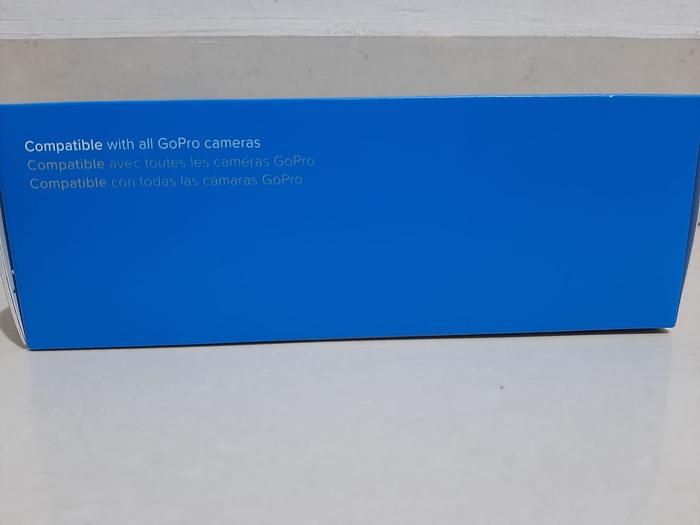 Compatible with all GoPro cameras
Compatible avec toutes les caméras GoPro
Compatible con todas las cámaras GoPro